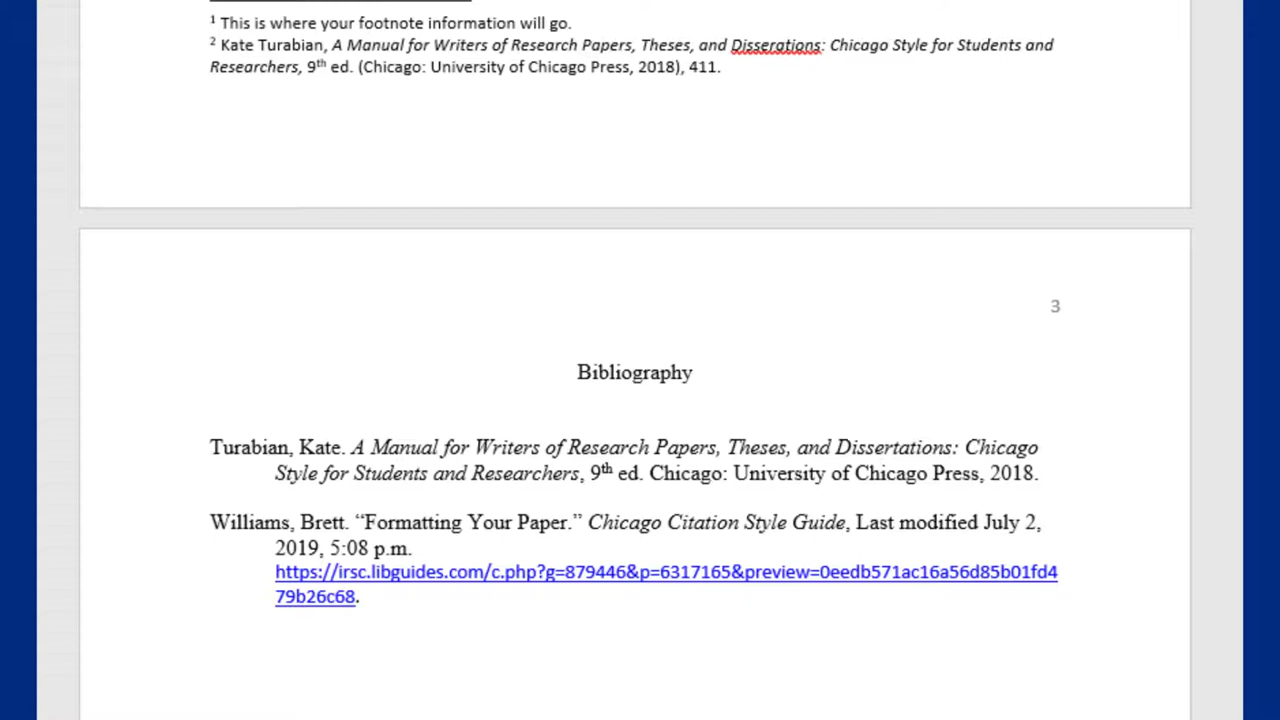 1 This is where your footnote information will go.
2 Kate Turabian, A Manual for Writers of Research Papers, Theses, and Disserations: Chicago Style for Students and
Researchers, 9th ed. (Chicago: University of Chicago Press, 2018), 411.
3
Bibliography
Turabian, Kate. A Manual for Writers of Research Papers, Theses, and Dissertations: Chicago
Style for Students and Researchers, 9th ed. Chicago: University of Chicago Press, 2018.
Williams, Brett. “Formatting Your Paper.” Chicago Citation Style Guide, Last modified July 2,
2019, 5:08 p.m.
https://irsc.libguides.com/c.php?g=879446&p=6317165&preview=0eedb571ac16a56d85b01fd4
79b26c68.